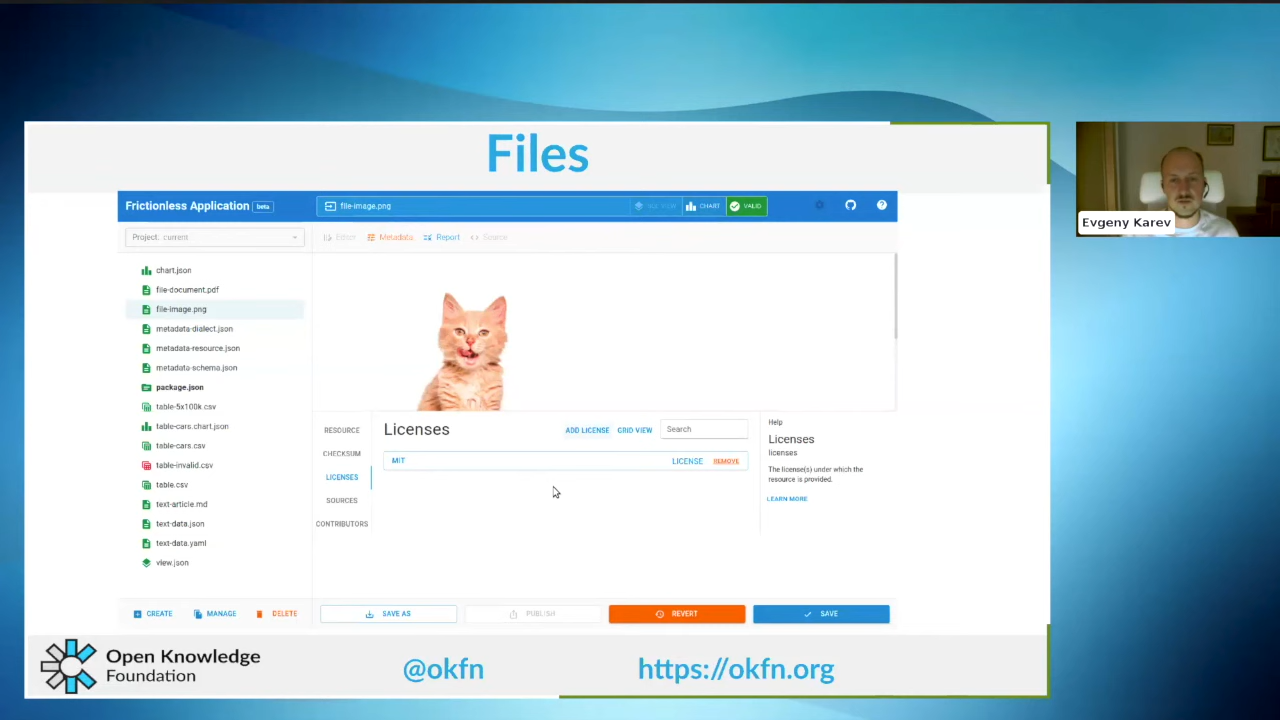 Files
Frictionless Application beta
file-image.png
CHART
VALID
Project: current
Editor
Metadata
Report
Source
chart.json
file-document.pdf
file-image.png
metadata-dialect.json
metadata-resource.json
metadata-schema.json
package.json
table-5x100k.csv
table-cars.chart.json
table-cars.csv
table-invalid.csv
table.csv
text-article.md
text-data.json
text-data.yaml
view.json
CREATE
MANAGE
DELETE
RESOURCE
CHECKSUM
LICENSES
SOURCES
CONTRIBUTORS
Licenses
ADD LICENSE
GRID VIEW
Search
MIT
LICENSE
REMOVE
Help
Licenses
licenses
The license(s) under which the
resource is provided.
LEARN MORE
SAVE AS
PUBLISH
REVERT
SAVE
Evgeny Karev
Open Knowledge
Foundation
@okfn
https://okfn.org